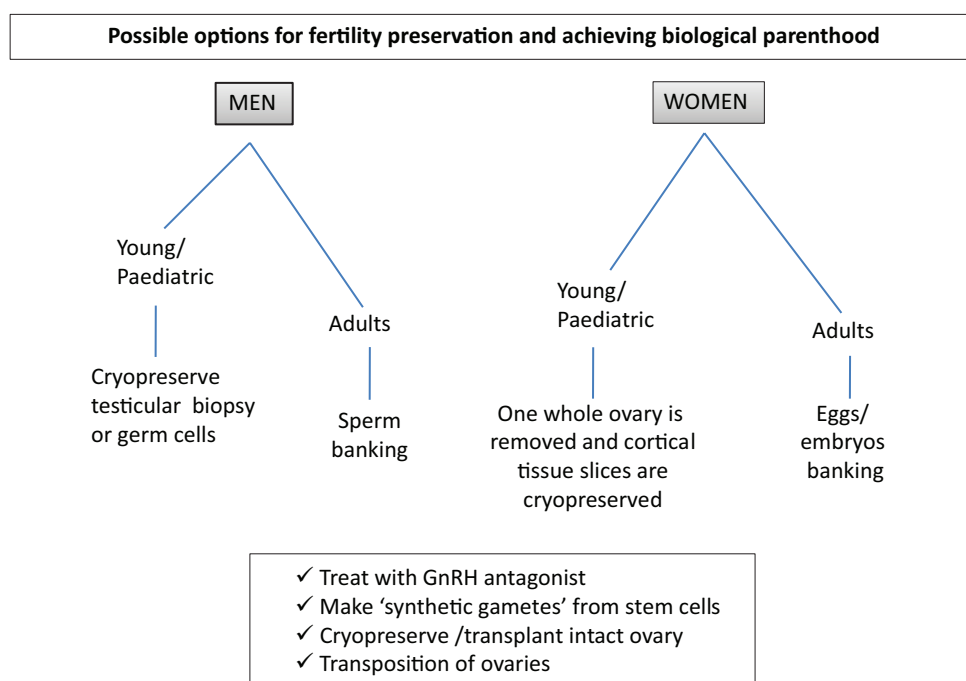 Possible options for fertility preservation and achieving biological parenthood
MEN
WOMEN
Young/
Paediatric
Adults
Cryopreserve
testicular biopsy
or germ cells
Sperm
banking
Young/
Paediatric
Adults
One whole ovary is
removed and cortical
tissue slices are
cryopreserved
Eggs/
embryos
banking
✓ Treat with GnRH antagonist
✓ Make ‘synthetic gametes’ from stem cells
✓ Cryopreserve /transplant intact ovary
✓ Transposition of ovaries